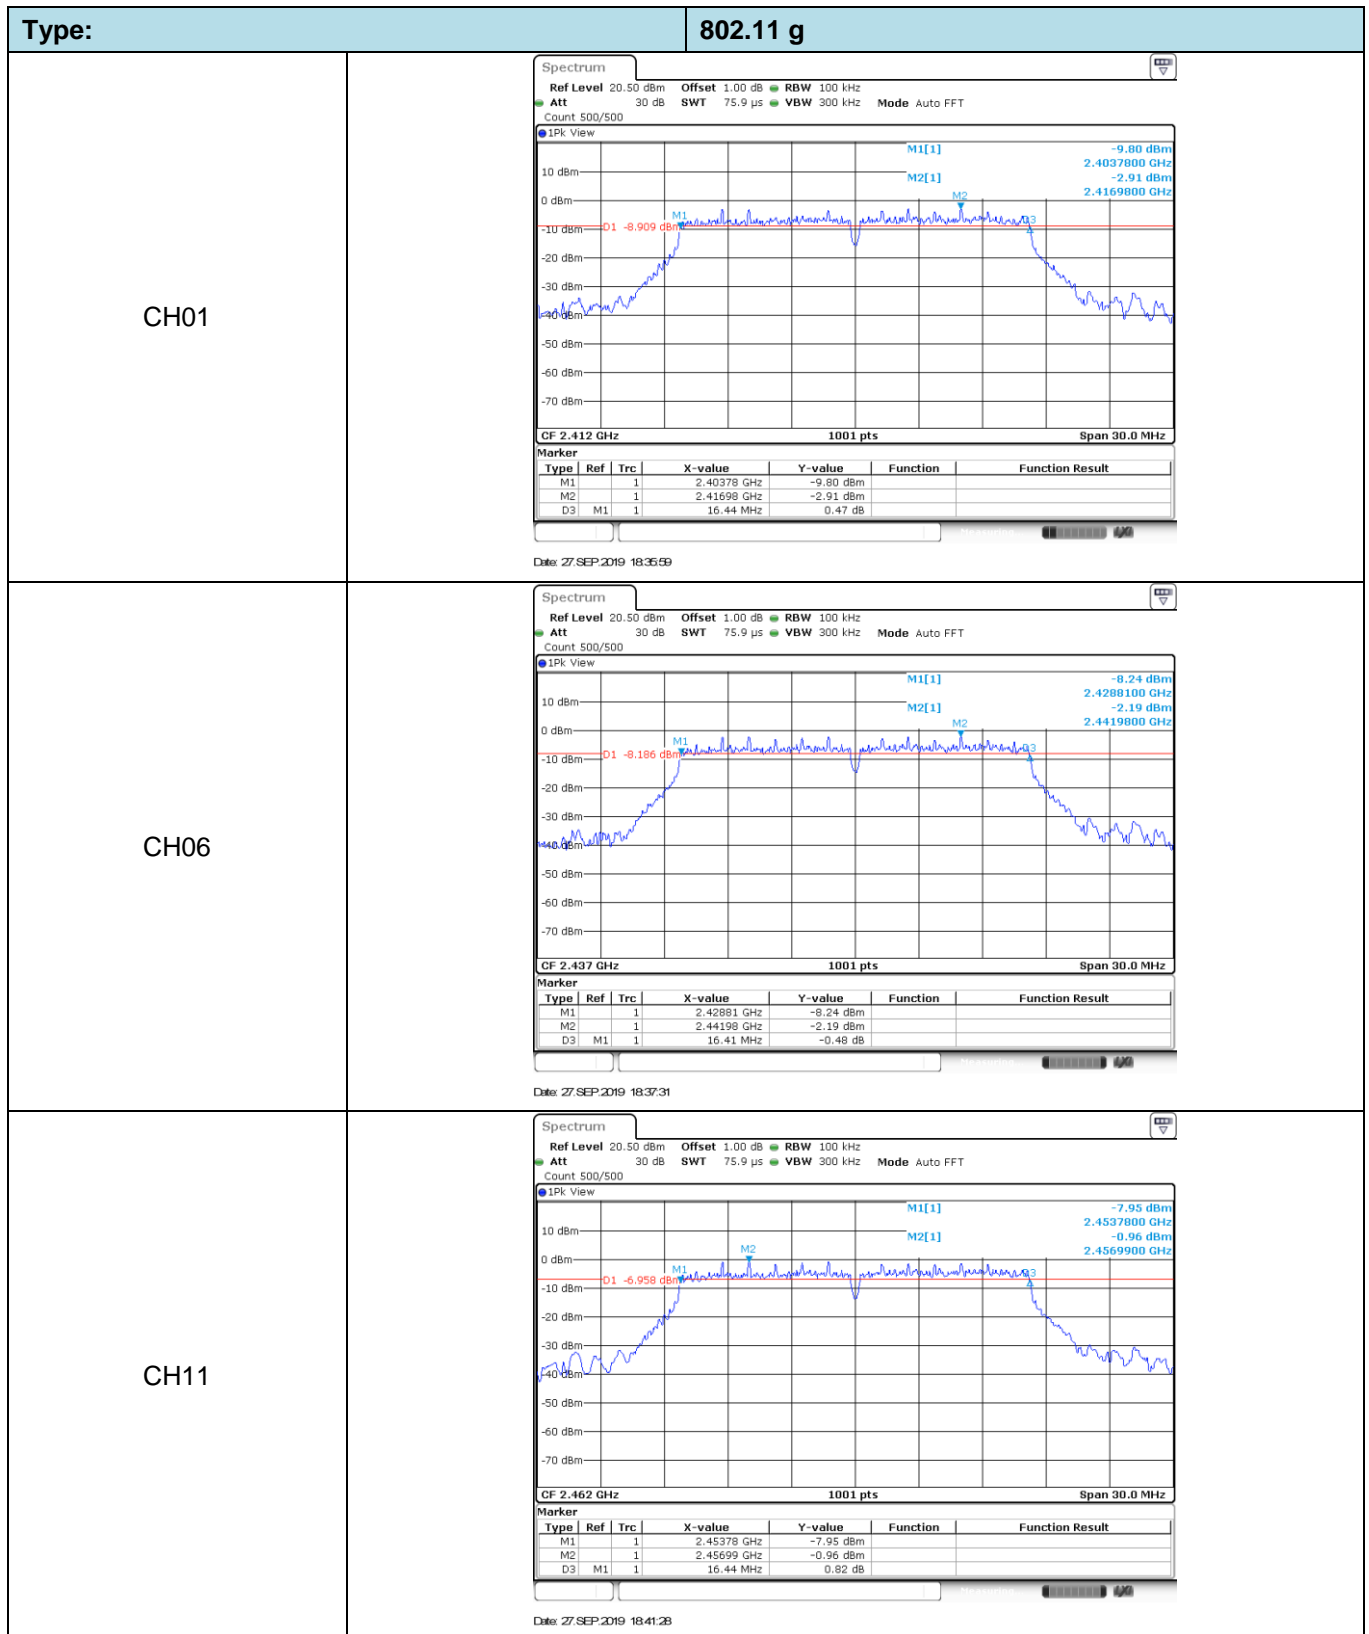 Type: 802.11 g
CH01
Spectrum
Ref Level 20.50 dBm Offset 1.00 dB RBW 100 kHz
Att 30 dB SWT 75.9 µs VBW 300 kHz Mode Auto FFT
Count 500/500
1Pk View
M1[1] -9.80 dBm
2.4037800 GHz
10 dBm
M2[1] -2.91 dBm
2.4169800 GHz
0 dBm
M2
M1
D3
D1 -8.909 dBm
-10 dBm
-20 dBm
-30 dBm
-40 dBm
-50 dBm
-60 dBm
-70 dBm
CF 2.412 GHz 1001 pts Span 30.0 MHz
Marker
Type Ref Trc X-value Y-value Function Function Result
M1 1 2.40378 GHz -9.80 dBm
M2 1 2.41698 GHz -2.91 dBm
D3 M1 1 16.44 MHz 0.47 dB
Measuring
Date: 27.SEP.2019 18:35:59
CH06
Spectrum
Ref Level 20.50 dBm Offset 1.00 dB RBW 100 kHz
Att 30 dB SWT 75.9 µs VBW 300 kHz Mode Auto FFT
Count 500/500
1Pk View
M1[1] -8.24 dBm
2.4288100 GHz
10 dBm
M2[1] -2.19 dBm
2.4419800 GHz
0 dBm
M2
M1
D3
D1 -8.186 dBm
-10 dBm
-20 dBm
-30 dBm
-40 dBm
-50 dBm
-60 dBm
-70 dBm
CF 2.437 GHz 1001 pts Span 30.0 MHz
Marker
Type Ref Trc X-value Y-value Function Function Result
M1 1 2.42881 GHz -8.24 dBm
M2 1 2.44198 GHz -2.19 dBm
D3 M1 1 16.41 MHz -0.48 dB
Measuring
Date: 27.SEP.2019 18:37:31
CH11
Spectrum
Ref Level 20.50 dBm Offset 1.00 dB RBW 100 kHz
Att 30 dB SWT 75.9 µs VBW 300 kHz Mode Auto FFT
Count 500/500
1Pk View
M1[1] -7.95 dBm
2.4537800 GHz
10 dBm
M2[1] -0.96 dBm
2.4569900 GHz
0 dBm
M2
M1
D3
D1 -6.958 dBm
-10 dBm
-20 dBm
-30 dBm
-40 dBm
-50 dBm
-60 dBm
-70 dBm
CF 2.462 GHz 1001 pts Span 30.0 MHz
Marker
Type Ref Trc X-value Y-value Function Function Result
M1 1 2.45378 GHz -7.95 dBm
M2 1 2.45699 GHz -0.96 dBm
D3 M1 1 16.44 MHz 0.82 dB
Measuring
Date: 27.SEP.2019 18:41:28